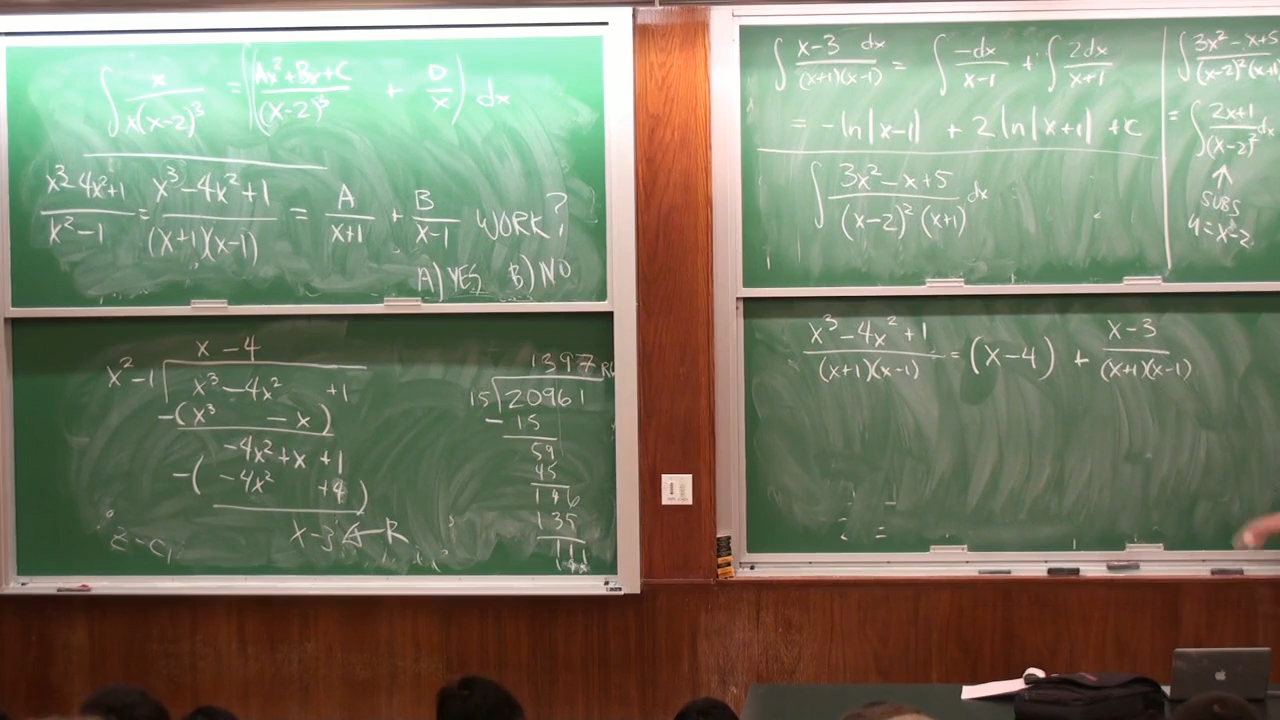 ∫ x/(x(x-2)³) = ∫((Ax²+Bx+C)/(x-2)³ + D/x) dx
(x³-4x²+1)/(x²-1) = (x³-4x²+1)/((x+1)(x-1)) = A/(x+1) + B/(x-1) WORK?
A) YES B) NO
x-4
x²-1 x³-4x² +1
-(x³ -x)
-4x²+x+1
-(-4x² +4)
x-3 ← R
1397
15 20961
- 15
59
45
146
135
111
∫ (x-3 dx)/((x+1)(x-1)) = ∫ -dx/(x-1) + ∫ 2dx/(x+1)
= -ln|x-1| + 2ln|x+1| + C
∫ (3x²-x+5)/((x-2)²(x+1)) dx
∫ (3x²-x+5)/((x-2)²(x+1
= ∫ (2x+1)/(x-2)² dx
↑
SUBS
u=x-2
(x³-4x²+1)/((x+1)(x-1)) = (x-4) + (x-3)/((x+1)(x-1))